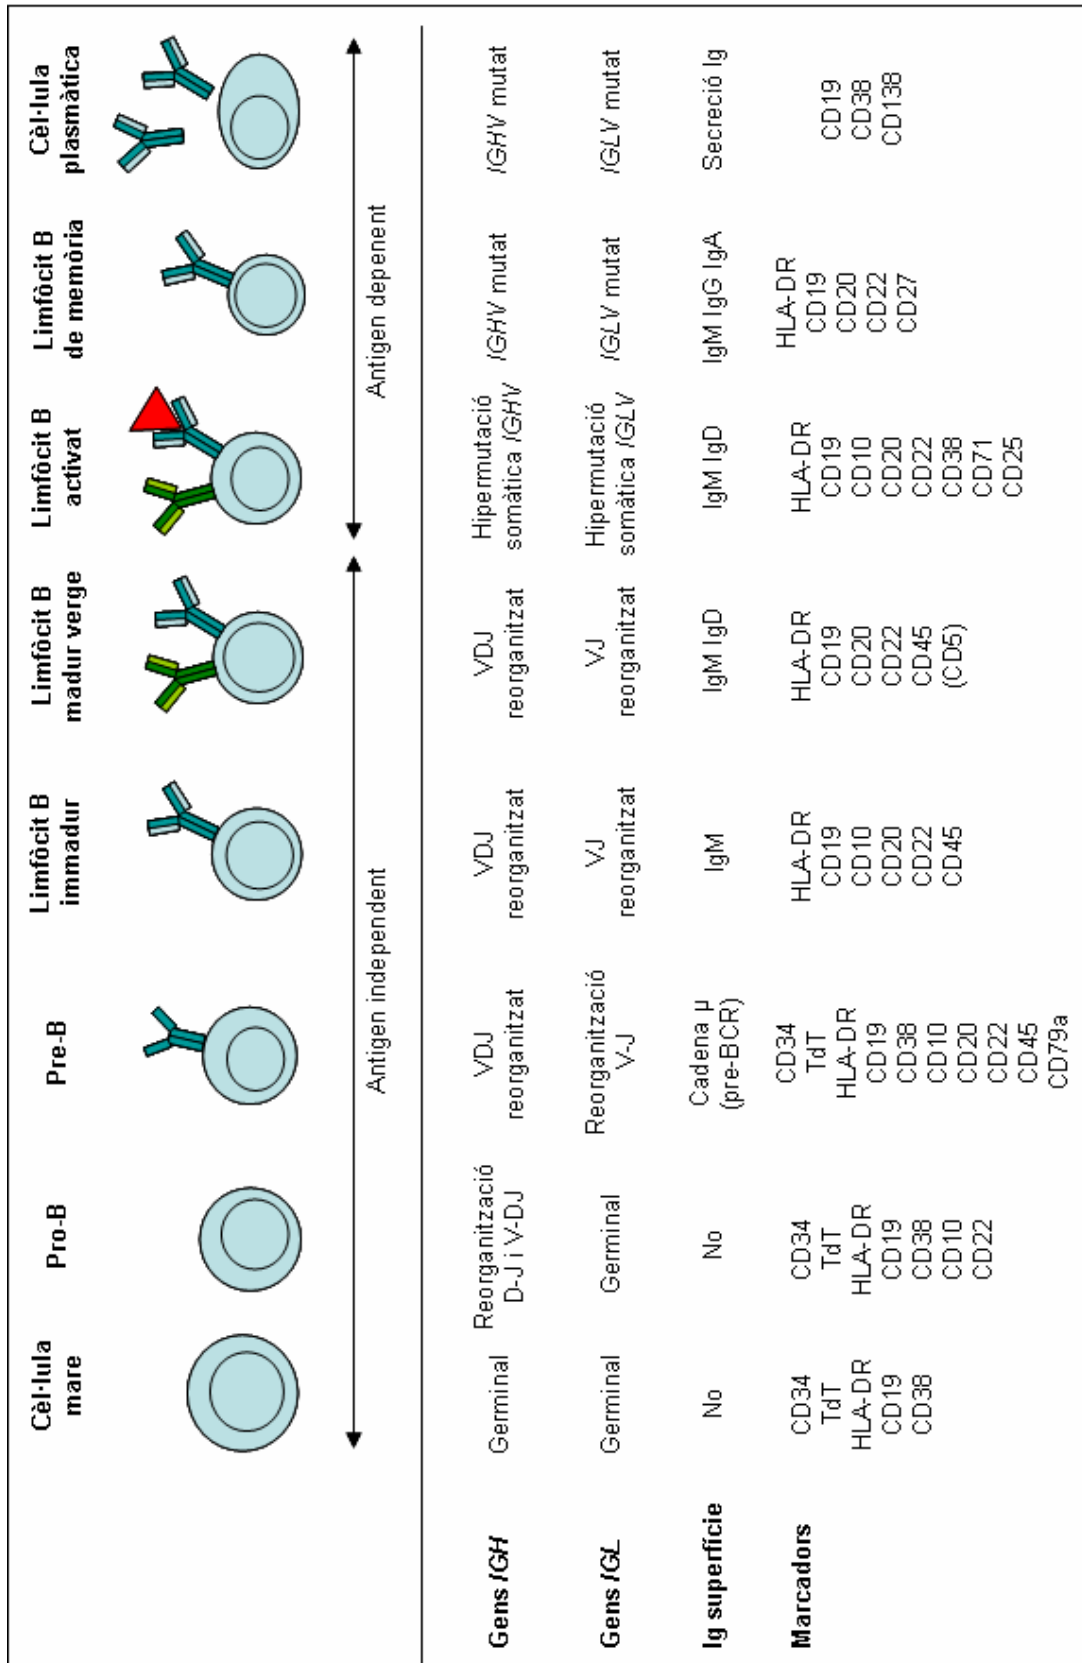 Cèl·lula
mare
Pro-B
Pre-B
Limfòcit B
immadur
Limfòcit B
madur verge
Limfòcit B
activat
Limfòcit B
de memòria
Cèl·lula
plasmàtica
Antigen independent
Antigen depenent
Gens IGH
Germinal
Reorganització
D-J i V-DJ
VDJ
reorganitzat
VDJ
reorganitzat
VDJ
reorganitzat
Hipermutació
somàtica IGHV
IGHV mutat
IGHV mutat
Gens IGL
Germinal
Germinal
Reorganització
V-J
VJ
reorganitzat
VJ
reorganitzat
Hipermutació
somàtica IGLV
IGLV mutat
IGLV mutat
Ig superfície
No
No
Cadena μ
(pre-BCR)
IgM
IgM IgD
IgM IgD
IgM IgG IgA
Secreció Ig
Marcadors
CD34
TdT
HLA-DR
CD19
CD38
CD34
TdT
HLA-DR
CD19
CD38
CD10
CD22
CD34
TdT
HLA-DR
CD19
CD38
CD10
CD20
CD22
CD45
CD79a
HLA-DR
CD19
CD10
CD20
CD22
CD45
HLA-DR
CD19
CD20
CD22
CD45
(CD5)
HLA-DR
CD19
CD10
CD20
CD22
CD38
CD71
CD25
HLA-DR
CD19
CD20
CD22
CD27
CD19
CD38
CD138